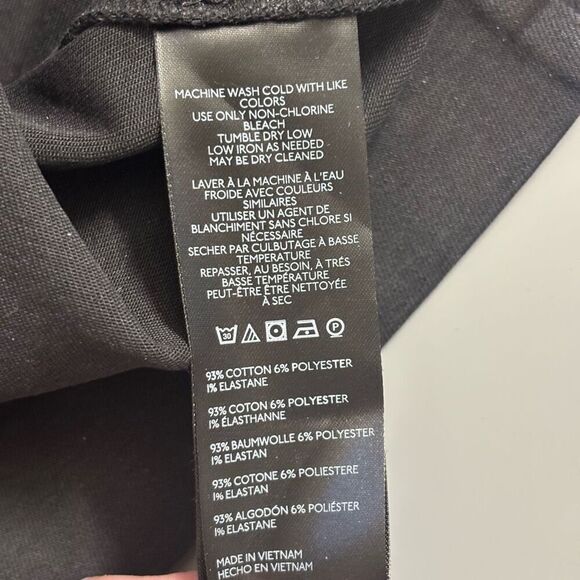 MACHINE WASH COLD WITH LIKE
COLORS
USE ONLY NON-CHLORINE
BLEACH
TUMBLE DRY LOW
LOW IRON AS NEEDED
MAY BE DRY CLEANED
LAVER À LA MACHINE À L'EAU
FROIDE AVEC COULEURS
SIMILAIRES
UTILISER UN AGENT DE
BLANCHIMENT SANS CHLORE SI
NÉCESSAIRE
SECHER PAR CULBUTAGE À BASSE
TEMPERATURE
REPASSER, AU BESOIN, À TRÉS
BASSE TEMPÉRATURE
PEUT-ÊTRE ÊTRE NETTOYÉE
À SEC
30 P
93% COTTON 6% POLYESTER
1% ELASTANE
93% COTON 6% POLYESTER
1% ÉLASTHANNE
93% BAUMWOLLE 6% POLYESTER
1% ELASTAN
93% COTONE 6% POLIESTERE
1% ELASTAN
93% ALGODÓN 6% POLIÉSTER
1% ELASTANE
MADE IN VIETNAM
HECHO EN VIETNAM